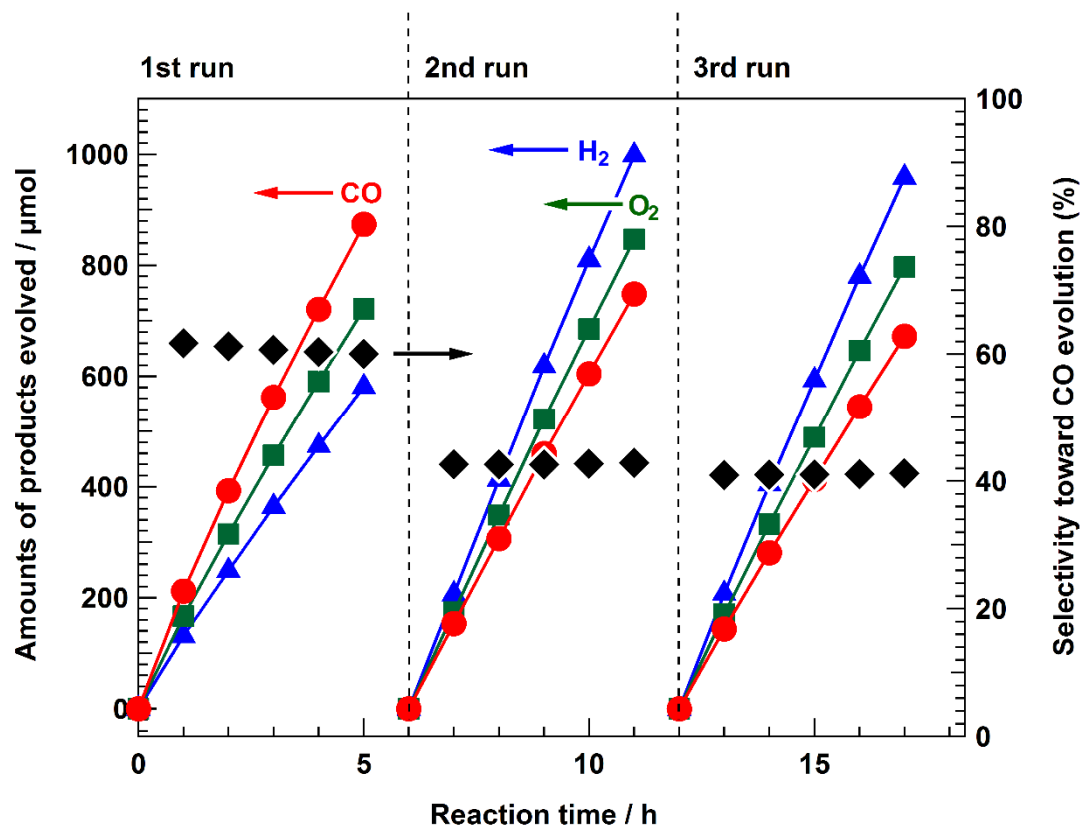 1st run
2nd run
3rd run
Amounts of products evolved / µmol
1000
800
600
400
200
0
CO
H₂
O₂
100
80
60
40
20
0
Selectivity toward CO evolution (%)
0
5
10
15
Reaction time / h